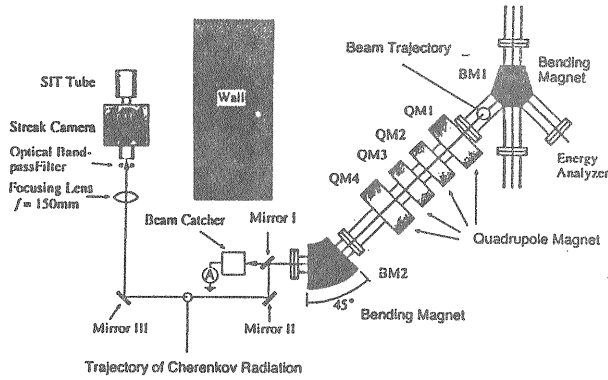 SIT Tube
Streak Camera
Optical Band-
passFilter
Focusing Lens
f = 150mm
Wall
Beam Catcher
Mirror I
A
Mirror III
Mirror II
Trajectory of Cherenkov Radiation
Beam Trajectory
BM1
Bending
Magnet
QM1
QM2
QM3
QM4
Energy
Analyzer
Quadrupole Magnet
BM2
45°
Bending Magnet